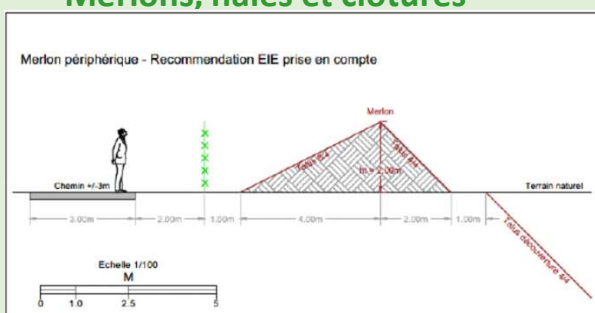 Merlons, haies et clôtures
Merlon périphérique - Recommendation EIE prise en compte
Merlon
Talus 8/4
Talus 4/4
h = 2.00m
Chemin +/-3m
Terrain naturel
3.00m
2.00m
1.00m
4.00m
2.00m
1.00m
Talus découverture 4/4
Echelle 1/100
M
0
1.0
2.5
5